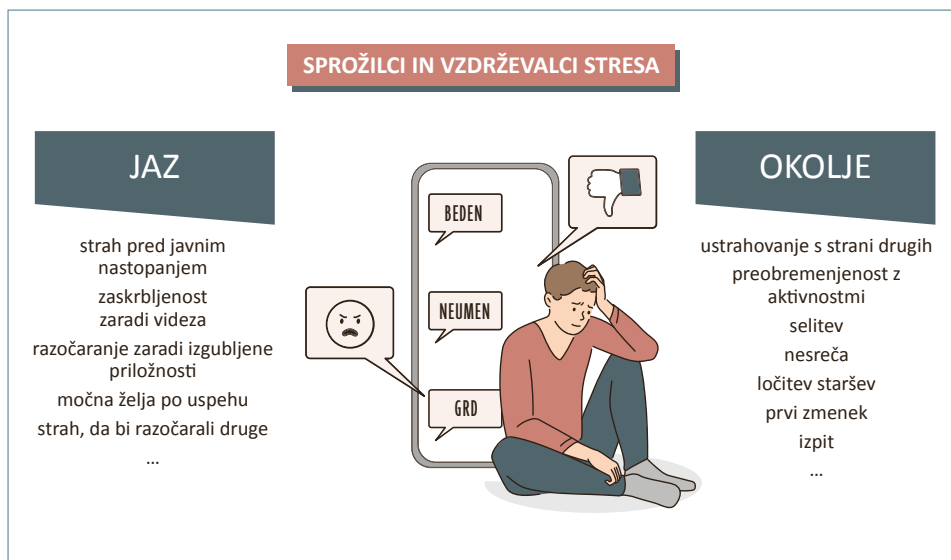 SPROŽILCI IN VZDRŽEVALCI STRESA
JAZ
strah pred javnim
nastopanjem
zaskrbljenost
zaradi videza
razočaranje zaradi izgubljene
priložnosti
močna želja po uspehu
strah, da bi razočarali druge
...
BEDEN
NEUMEN
GRD
OKOLJE
ustrahovanje s strani drugih
preobremenjenost z
aktivnostmi
selitev
nesreča
ločitev staršev
prvi zmenek
izpit
...